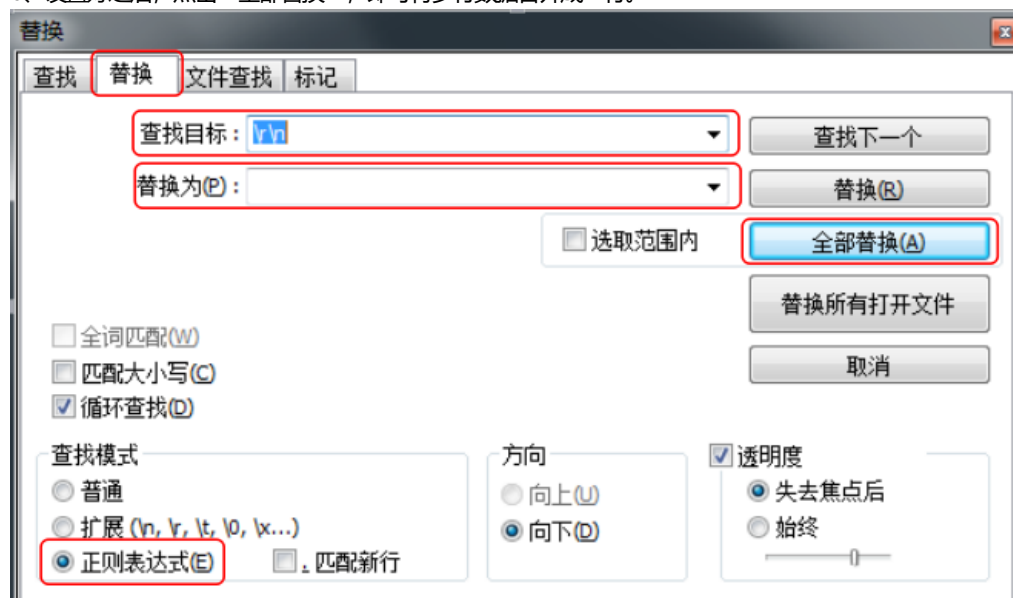 替换
查找 替换 文件查找 标记
查找目标： \r\n 查找下一个
替换为(P)： 替换(R)
选取范围内 全部替换(A)
替换所有打开文件
全词匹配(W)
匹配大小写(C) 取消
循环查找(D)
查找模式 方向 透明度
普通 向上(U) 失去焦点后
扩展 (\n, \r, \t, \0, \x...) 向下(D) 始终
正则表达式(E) . 匹配新行